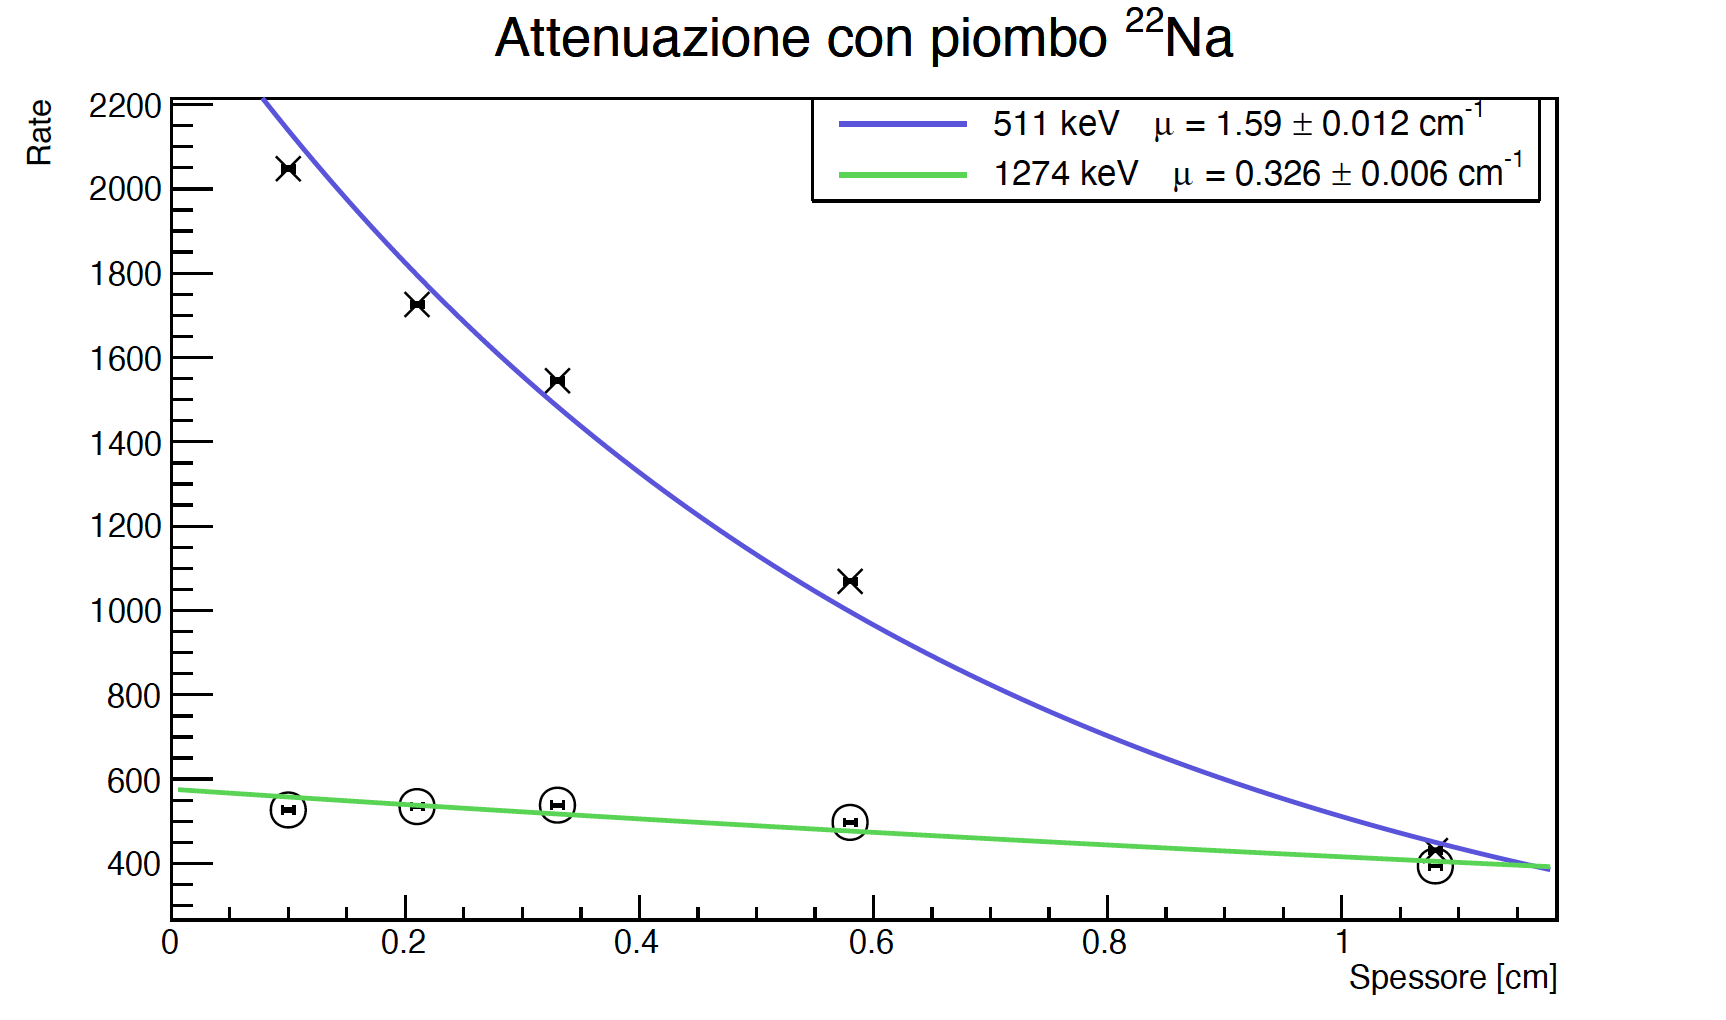 Attenuazione con piombo ²²Na
Rate
2200
2000
1800
1600
1400
1200
1000
800
600
400
511 keV μ = 1.59 ± 0.012 cm⁻¹
1274 keV μ = 0.326 ± 0.006 cm⁻¹
0 0.2 0.4 0.6 0.8 1
Spessore [cm]